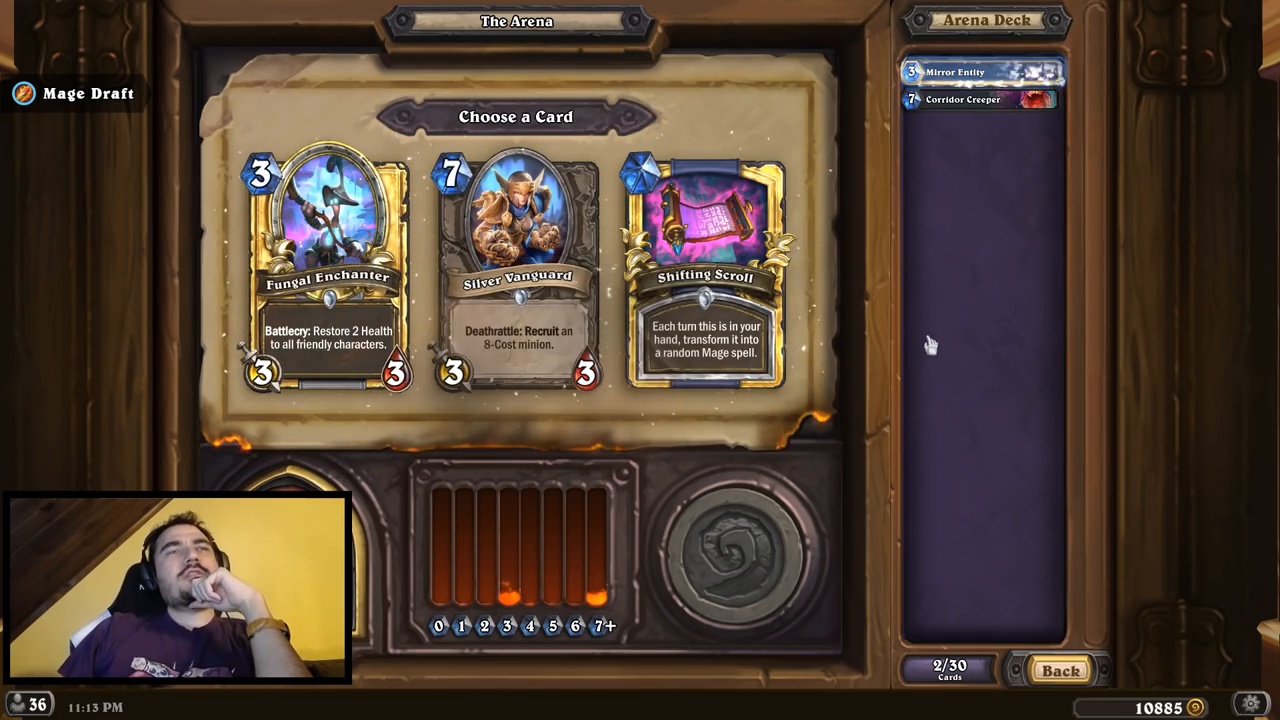 The Arena
Arena Deck
Mage Draft
Choose a Card
3 Mirror Entity
7 Corridor Creeper
3
Fungal Enchanter
Battlecry: Restore 2 Health
to all friendly characters.
3 3
7
Silver Vanguard
Deathrattle: Recruit an
8-Cost minion.
3 3
Shifting Scroll
Each turn this is in your
hand, transform it into
a random Mage spell.
0 1 2 3 4 5 6 7+
2/30
Cards
Back
36
11:13 PM
10885